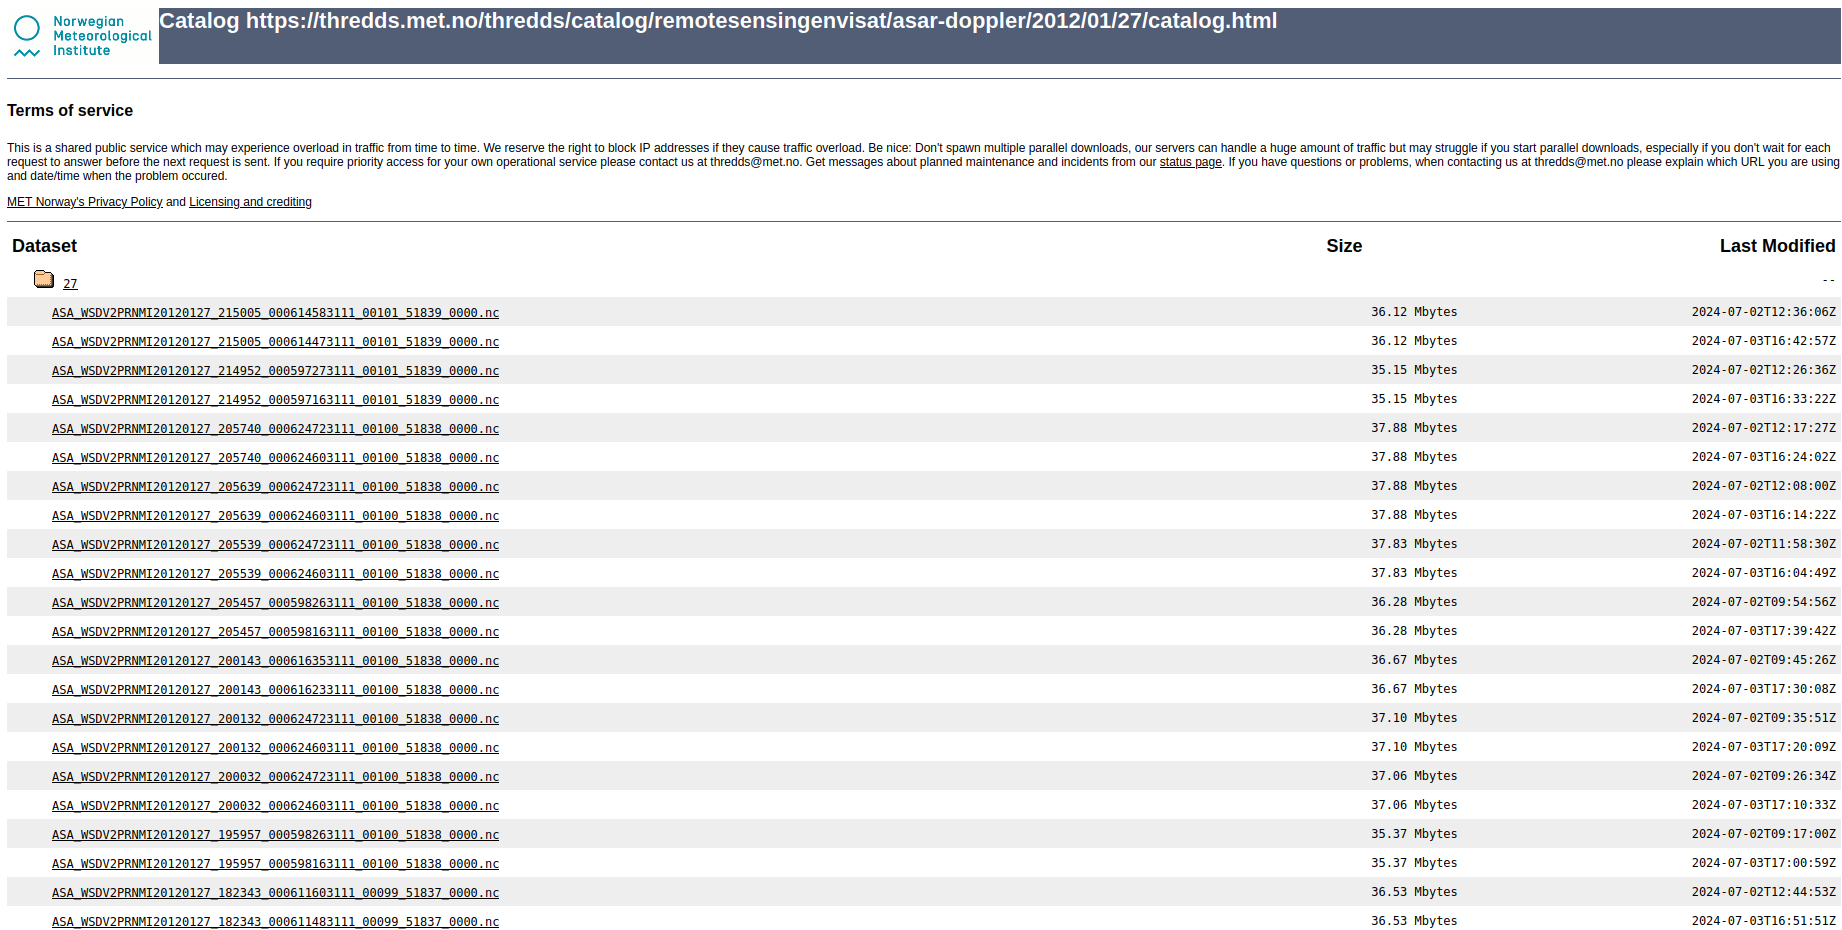 Norwegian
Meteorological
Institute
Catalog https://thredds.met.no/thredds/catalog/remotesensingenvisat/asar-doppler/2012/01/27/catalog.html
Terms of service
This is a shared public service which may experience overload in traffic from time to time. We reserve the right to block IP addresses if they cause traffic overload. Be nice: Don't spawn multiple parallel downloads, our servers can handle a huge amount of traffic but may struggle if you start parallel downloads, especially if you don't wait for each
request to answer before the next request is sent. If you require priority access for your own operational service please contact us at thredds@met.no. Get messages about planned maintenance and incidents from our status page. If you have questions or problems, when contacting us at thredds@met.no please explain which URL you are using
and date/time when the problem occured.
MET Norway's Privacy Policy and Licensing and crediting
Dataset Size Last Modified
27 --
ASA_WSDV2PRNMI20120127_215005_000614583111_00101_51839_0000.nc 36.12 Mbytes 2024-07-02T12:36:06Z
ASA_WSDV2PRNMI20120127_215005_000614473111_00101_51839_0000.nc 36.12 Mbytes 2024-07-03T16:42:57Z
ASA_WSDV2PRNMI20120127_214952_000597273111_00101_51839_0000.nc 35.15 Mbytes 2024-07-02T12:26:36Z
ASA_WSDV2PRNMI20120127_214952_000597163111_00101_51839_0000.nc 35.15 Mbytes 2024-07-03T16:33:22Z
ASA_WSDV2PRNMI20120127_205740_000624723111_00100_51838_0000.nc 37.88 Mbytes 2024-07-02T12:17:27Z
ASA_WSDV2PRNMI20120127_205740_000624603111_00100_51838_0000.nc 37.88 Mbytes 2024-07-03T16:24:02Z
ASA_WSDV2PRNMI20120127_205639_000624723111_00100_51838_0000.nc 37.88 Mbytes 2024-07-02T12:08:00Z
ASA_WSDV2PRNMI20120127_205639_000624603111_00100_51838_0000.nc 37.88 Mbytes 2024-07-03T16:14:22Z
ASA_WSDV2PRNMI20120127_205539_000624723111_00100_51838_0000.nc 37.83 Mbytes 2024-07-02T11:58:30Z
ASA_WSDV2PRNMI20120127_205539_000624603111_00100_51838_0000.nc 37.83 Mbytes 2024-07-03T16:04:49Z
ASA_WSDV2PRNMI20120127_205457_000598263111_00100_51838_0000.nc 36.28 Mbytes 2024-07-02T09:54:56Z
ASA_WSDV2PRNMI20120127_205457_000598163111_00100_51838_0000.nc 36.28 Mbytes 2024-07-03T17:39:42Z
ASA_WSDV2PRNMI20120127_200143_000616353111_00100_51838_0000.nc 36.67 Mbytes 2024-07-02T09:45:26Z
ASA_WSDV2PRNMI20120127_200143_000616233111_00100_51838_0000.nc 36.67 Mbytes 2024-07-03T17:30:08Z
ASA_WSDV2PRNMI20120127_200132_000624723111_00100_51838_0000.nc 37.10 Mbytes 2024-07-02T09:35:51Z
ASA_WSDV2PRNMI20120127_200132_000624603111_00100_51838_0000.nc 37.10 Mbytes 2024-07-03T17:20:09Z
ASA_WSDV2PRNMI20120127_200032_000624723111_00100_51838_0000.nc 37.06 Mbytes 2024-07-02T09:26:34Z
ASA_WSDV2PRNMI20120127_200032_000624603111_00100_51838_0000.nc 37.06 Mbytes 2024-07-03T17:10:33Z
ASA_WSDV2PRNMI20120127_195957_000598263111_00100_51838_0000.nc 35.37 Mbytes 2024-07-02T09:17:00Z
ASA_WSDV2PRNMI20120127_195957_000598163111_00100_51838_0000.nc 35.37 Mbytes 2024-07-03T17:00:59Z
ASA_WSDV2PRNMI20120127_182343_000611603111_00099_51837_0000.nc 36.53 Mbytes 2024-07-02T12:44:53Z
ASA_WSDV2PRNMI20120127_182343_000611483111_00099_51837_0000.nc 36.53 Mbytes 2024-07-03T16:51:51Z